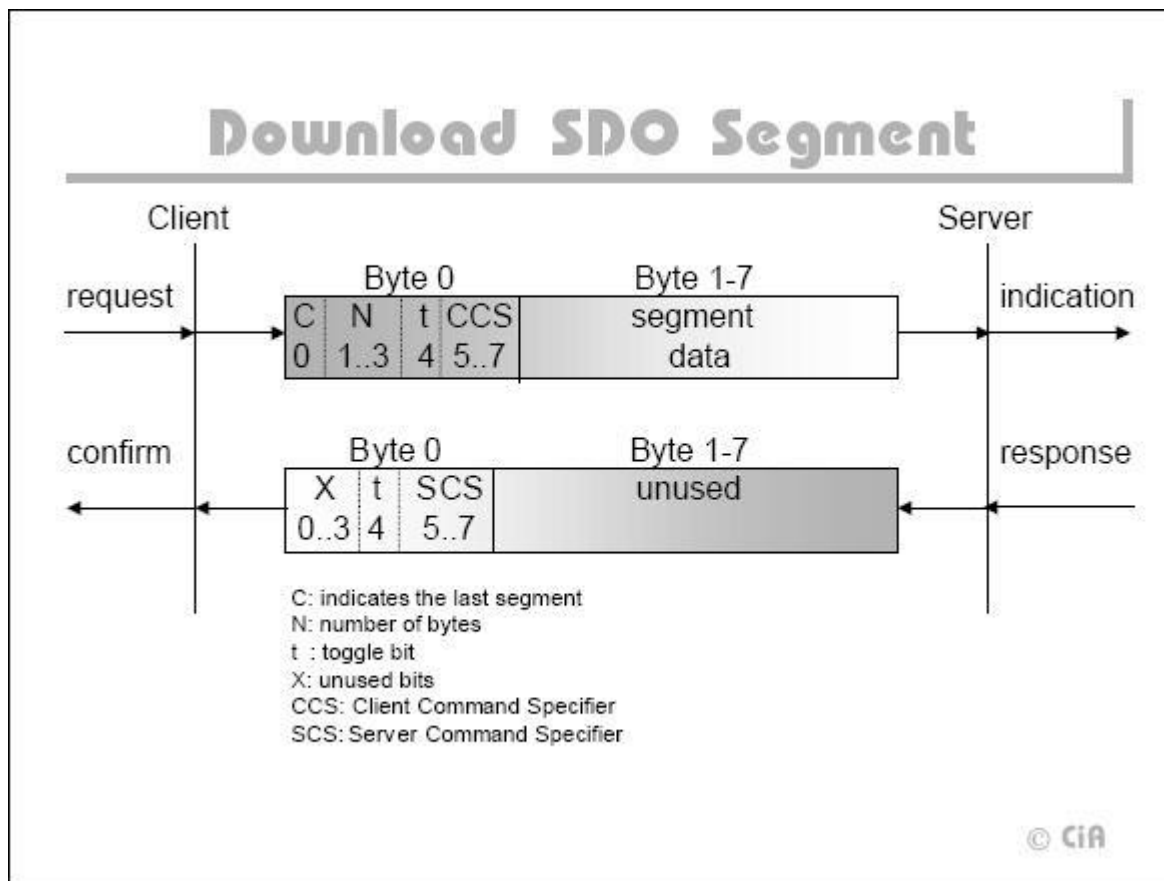 Download SDO Segment
Client
Server
request
Byte 0
Byte 1-7
indication
C N t CCS segment
0 1..3 4 5..7 data
confirm
Byte 0
Byte 1-7
response
X t SCS unused
0..3 4 5..7
C: indicates the last segment
N: number of bytes
t : toggle bit
X: unused bits
CCS: Client Command Specifier
SCS: Server Command Specifier
© CiA